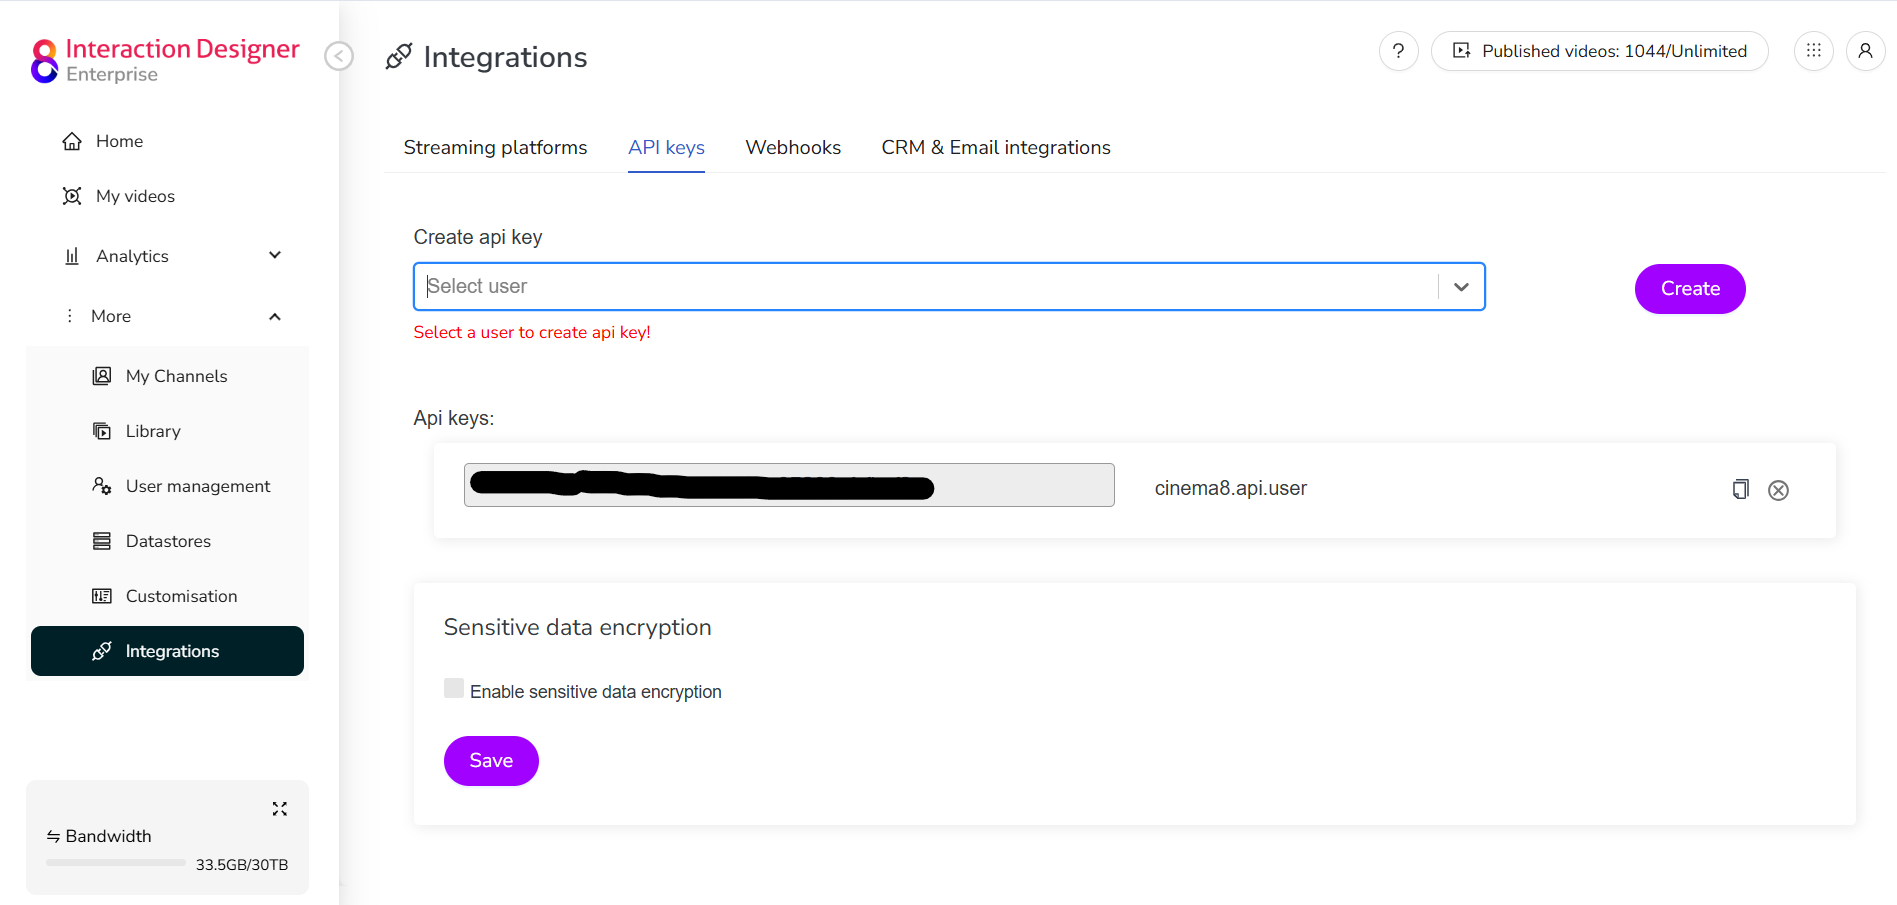 Interaction Designer
Enterprise
Integrations
?
Published videos: 1044/Unlimited
Home
My videos
Analytics
More
My Channels
Library
User management
Datastores
Customisation
Integrations
Bandwidth
33.5GB/30TB
Streaming platforms
API keys
Webhooks
CRM & Email integrations
Create api key
Select user
Create
Select a user to create api key!
Api keys:
cinema8.api.user
Sensitive data encryption
Enable sensitive data encryption
Save